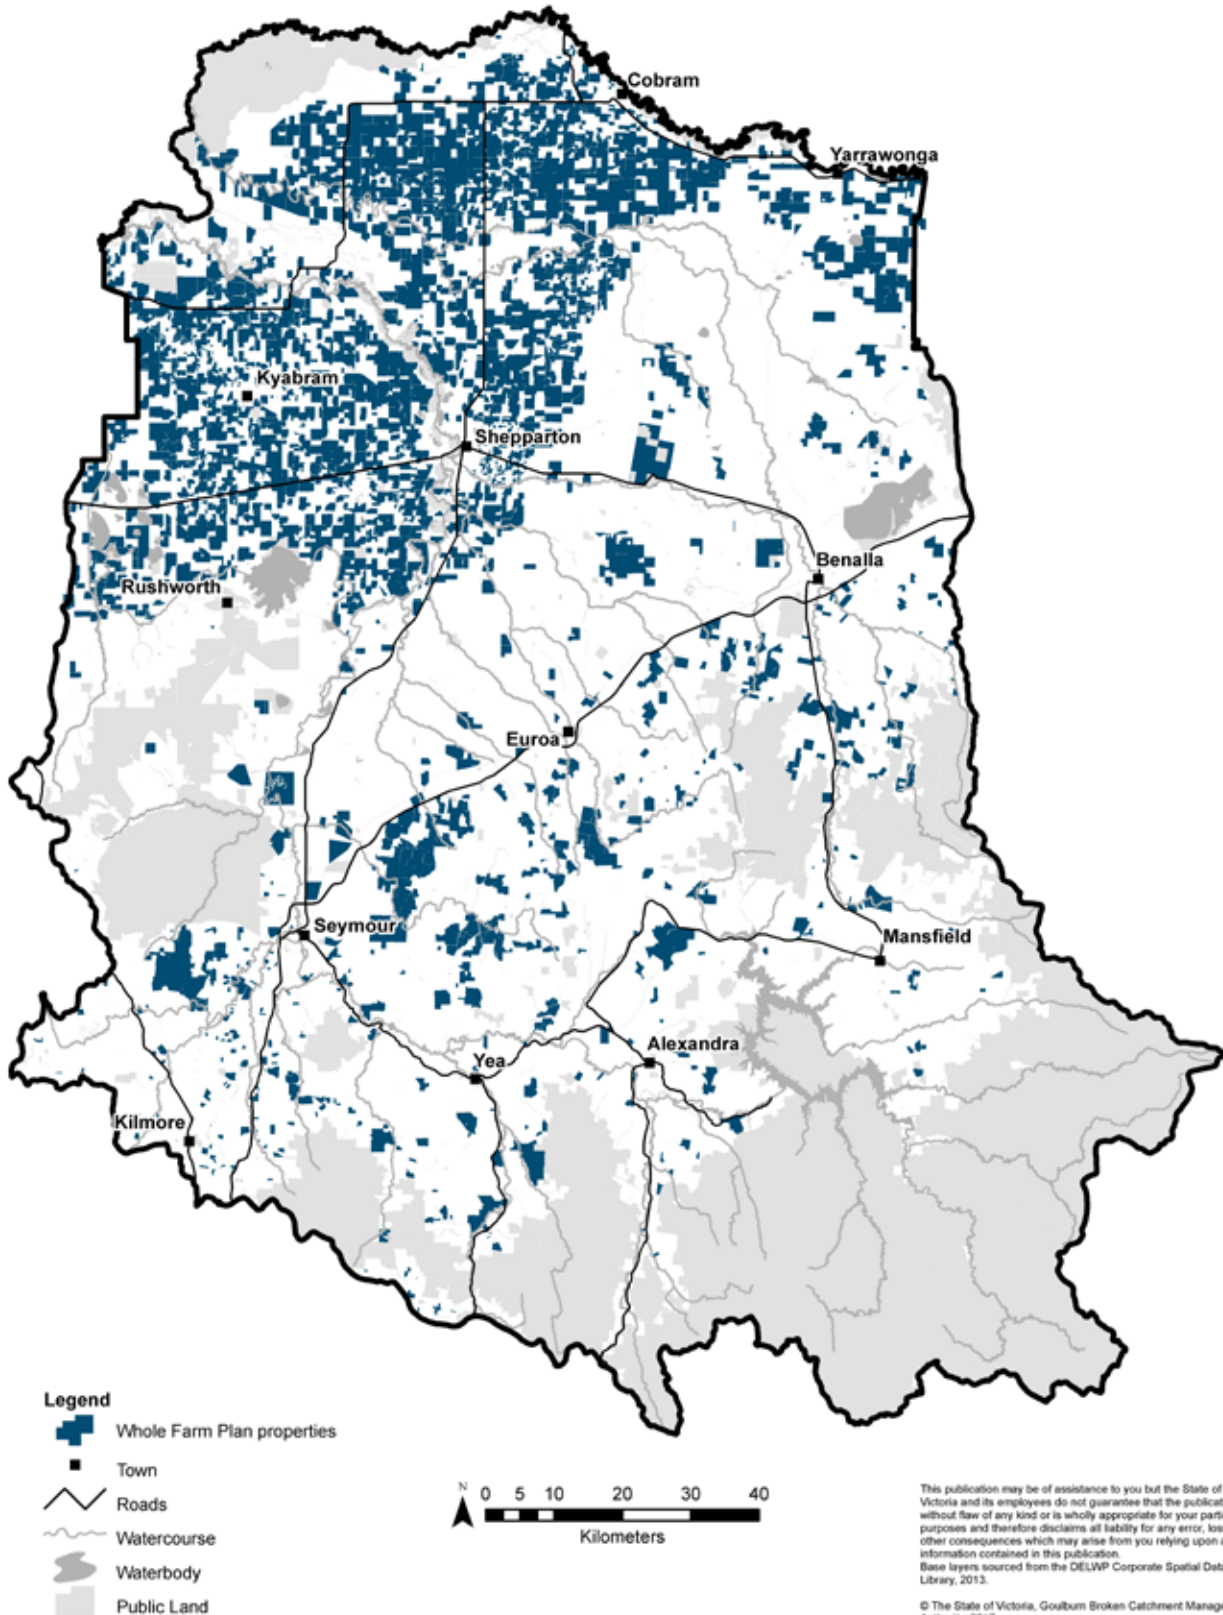 Cobram
Yarrawonga
Kyabram
Shepparton
Benalla
Rushworth
Euroa
Seymour
Mansfield
Alexandra
Yea
Kilmore
Legend
Whole Farm Plan properties
Town
Roads
Watercourse
Waterbody
Public Land
N
0 5 10 20 30 40
Kilometers
This publication may be of assistance to you but the State of
Victoria and its employees do not guarantee that the publicat
without flaw of any kind or is wholly appropriate for your parti
purposes and therefore disclaims all liability for any error, los
other consequences which may arise from you relying upon a
information contained in this publication.
Base layers sourced from the DELWP Corporate Spatial Data
Library, 2013.
© The State of Victoria, Goulburn Broken Catchment Manage